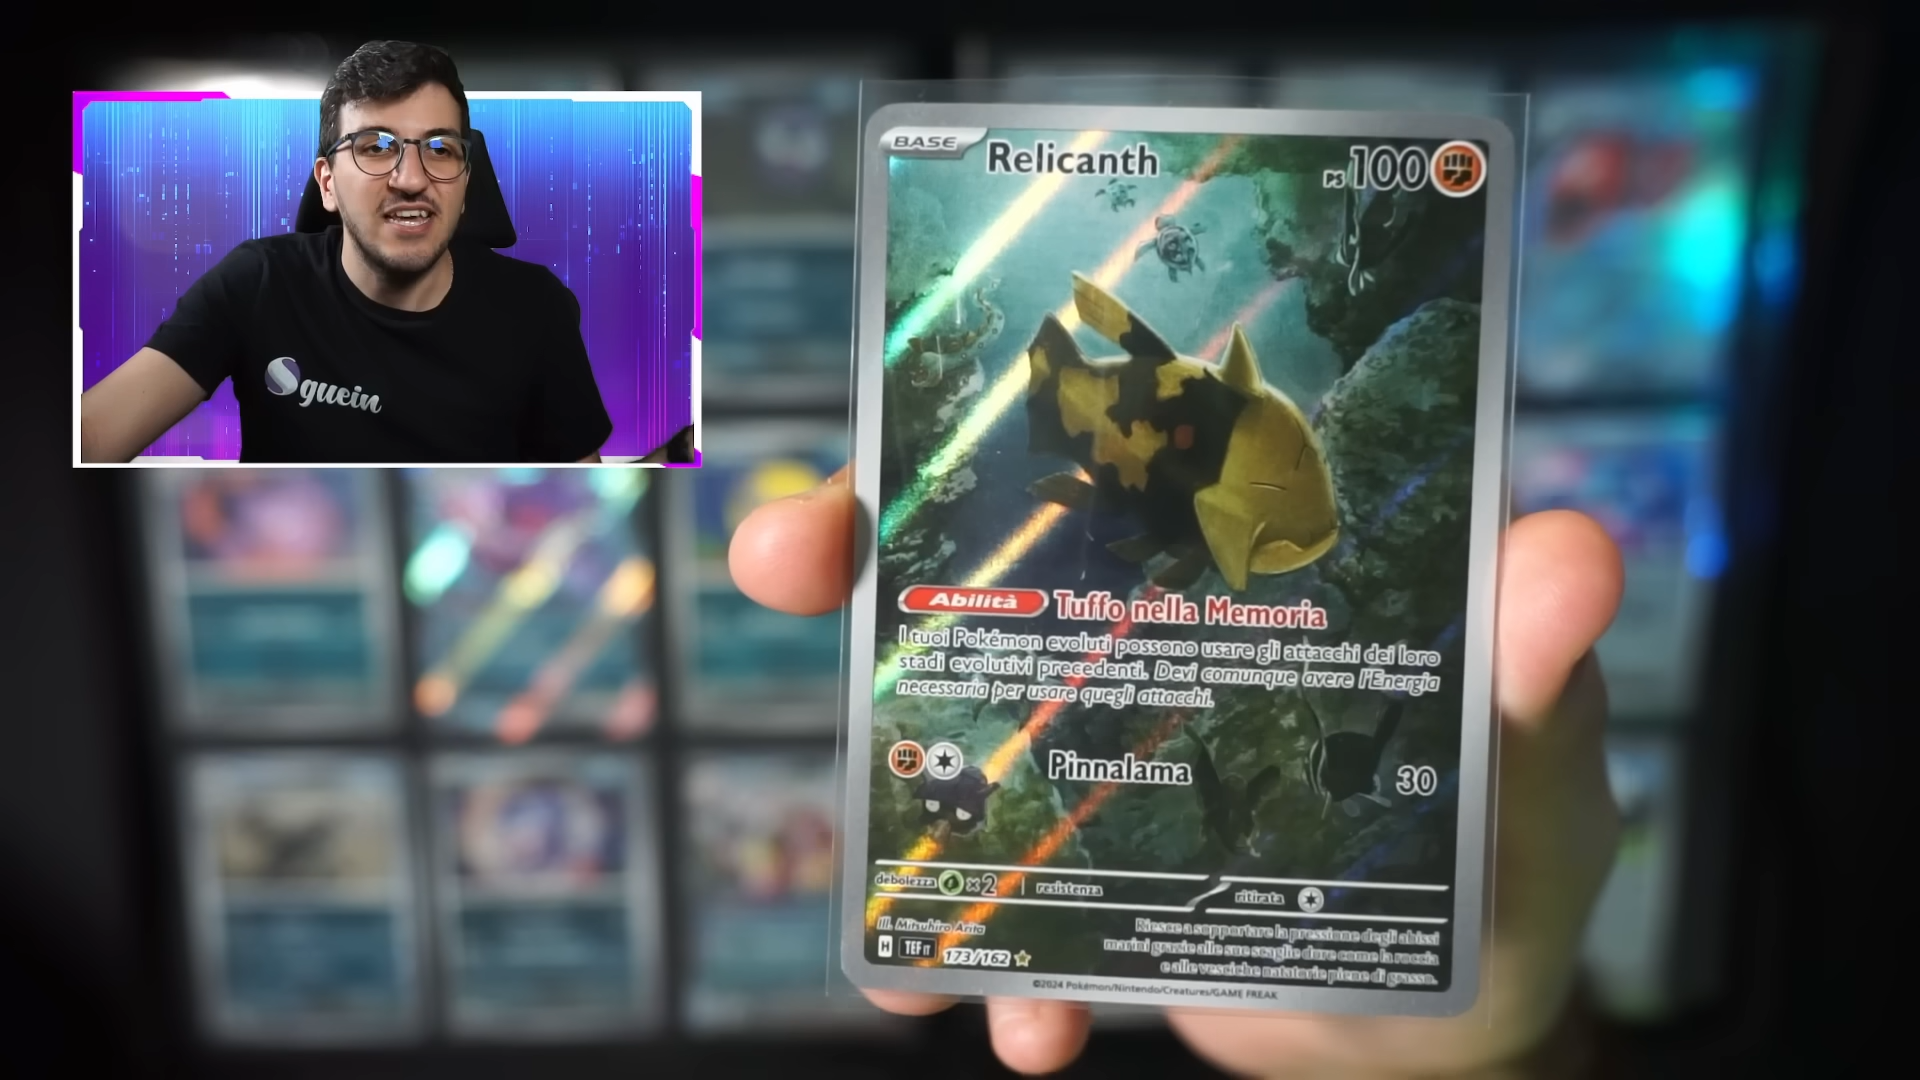 Sguein
BASE
Relicanth
PS 100
Abilità Tuffo nella Memoria
I tuoi Pokémon evoluti possono usare gli attacchi dei loro
stadi evolutivi precedenti. Devi comunque avere l'Energia
necessaria per usare quegli attacchi.
Pinnalama 30
debolezza ×2 resistenza ritirata
Ill. Mitsuhiro Arita
H TEF IT 173/162
Riesce a sopportare la pressione degli abissi
marini grazie alle sue scaglie dure come la roccia
e alle vesciche natatorie piene di grasso.
©2024 Pokémon/Nintendo/Creatures/GAME FREAK